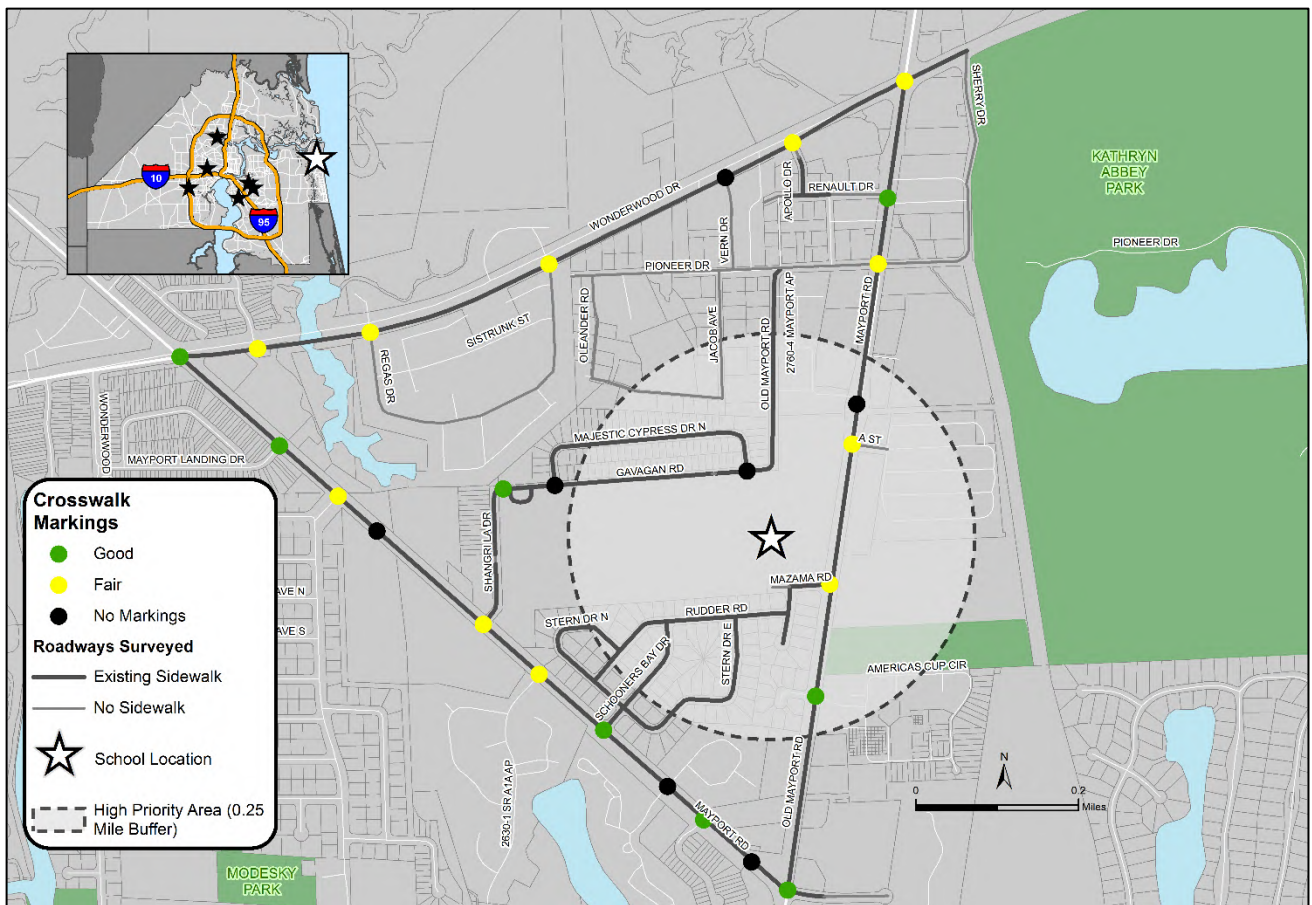 10
95
SHERRY DR
KATHRYN
ABBEY
PARK
APOLLO DR
RENAULT DR
WONDERWOOD DR
VERN DR
PIONEER DR
PIONEER DR
MAYPORT RD
SISTRUNK ST
OLEANDER RD
JACOB AVE
OLD MAYPORT RD
2760-4 MAYPORT AP
REGAS DR
WONDERWOOD
MAYPORT LANDING DR
MAJESTIC CYPRESS DR N
A ST
GAVAGAN RD
SHANGRI LA DR
MAZAMA RD
AVE N
AVE S
STERN DR N
RUDDER RD
SCHOONERS BAY DR
STERN DR E
AMERICAS CUP CIR
2630-1 SR A1A AP
OLD MAYPORT RD
MAYPORT RD
MODESKY
PARK
N
0
0.2
Miles
Crosswalk
Markings
Good
Fair
No Markings
Roadways Surveyed
Existing Sidewalk
No Sidewalk
School Location
High Priority Area (0.25
Mile Buffer)